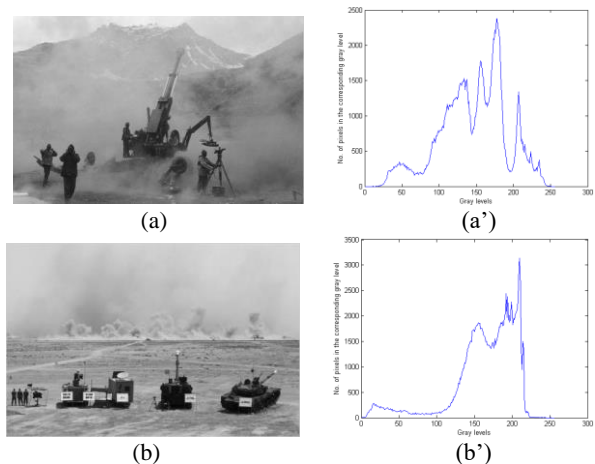 2500
2000
1500
1000
500
0
0 50 100 150 200 250 300
No. of pixels in the corresponding gray level
Gray levels
(a)
(a')
3500
3000
2500
2000
1500
1000
500
0
0 50 100 150 200 250 300
No. of pixels in the corresponding gray level
Gray levels
(b)
(b')